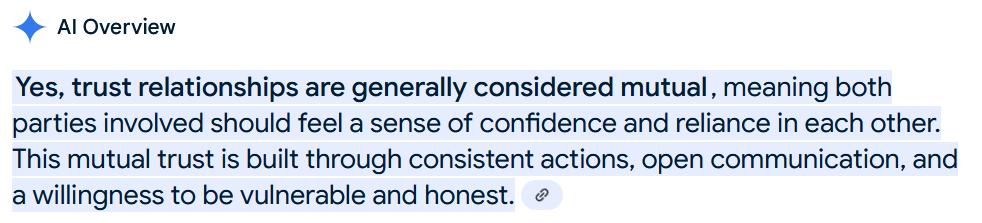 AI Overview
Yes, trust relationships are generally considered mutual, meaning both
parties involved should feel a sense of confidence and reliance in each other.
This mutual trust is built through consistent actions, open communication, and
a willingness to be vulnerable and honest.